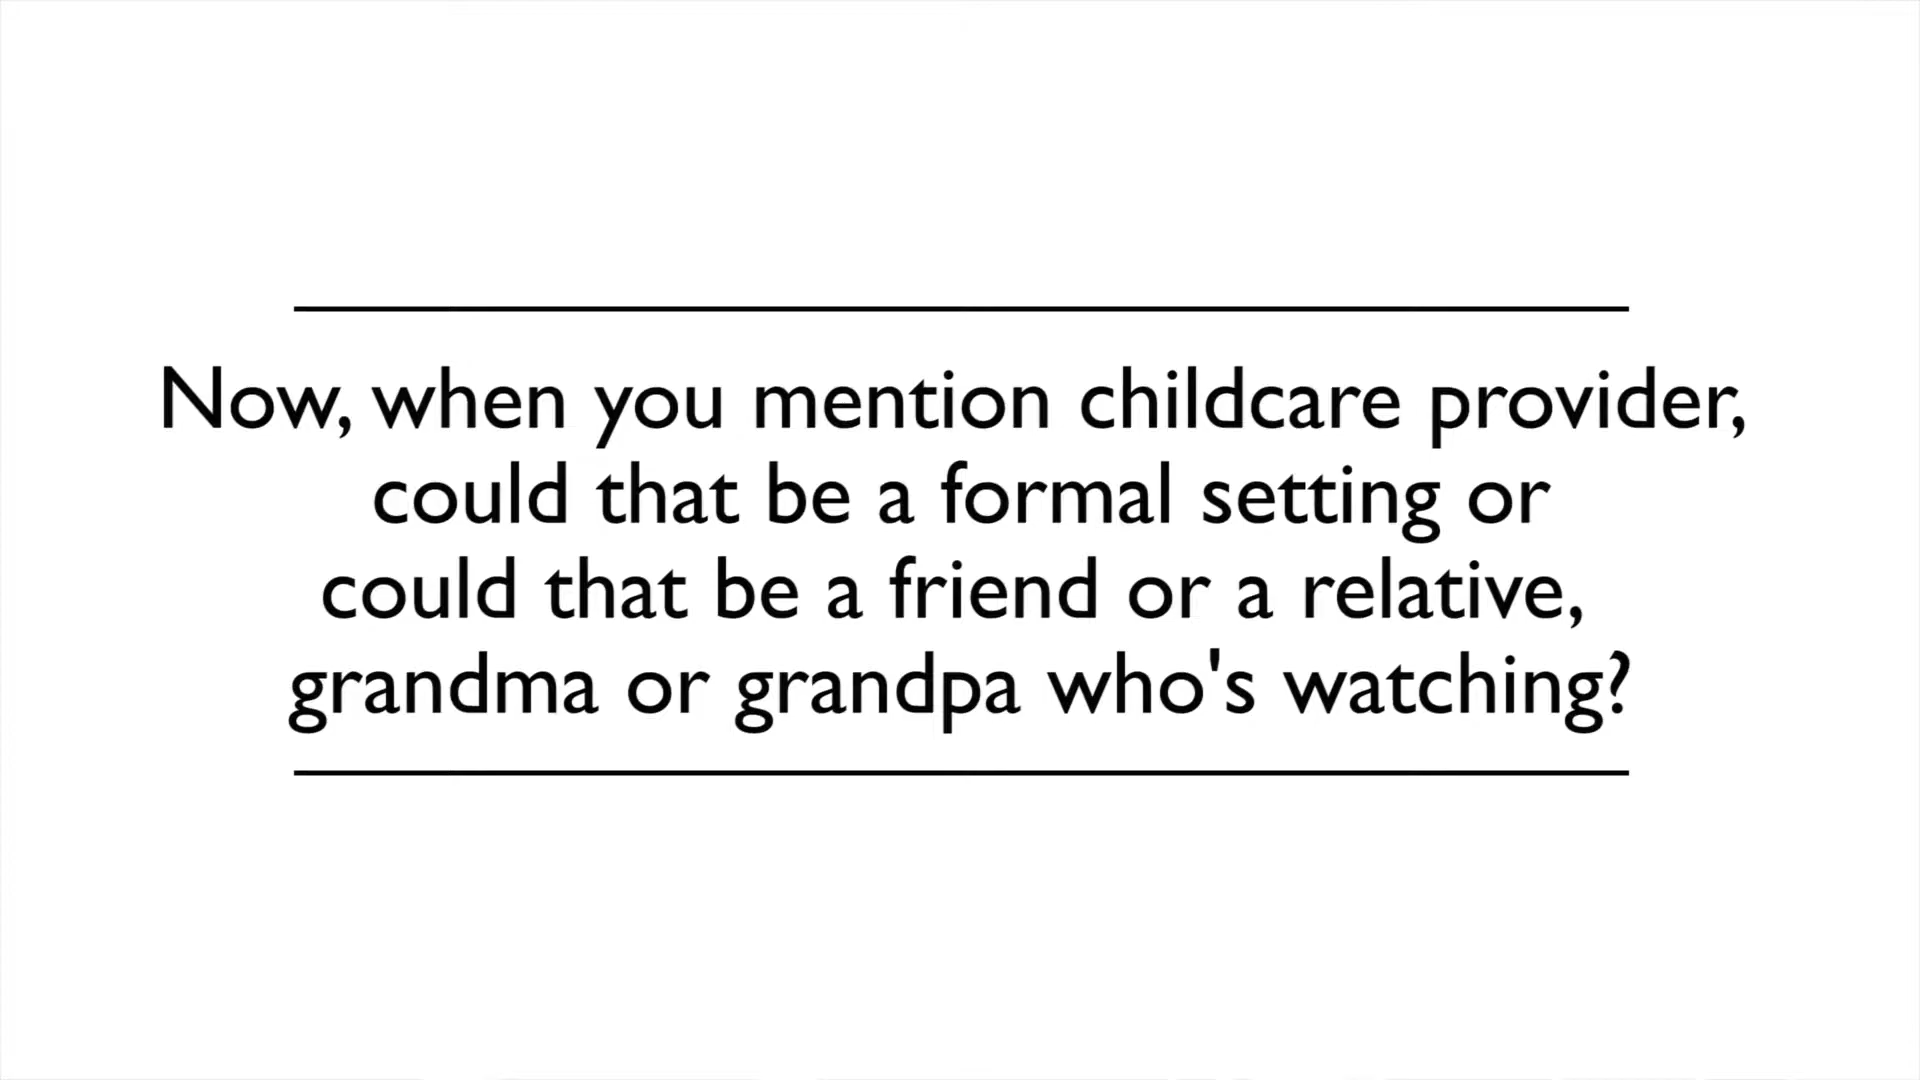 Now, when you mention childcare provider,
could that be a formal setting or
could that be a friend or a relative,
grandma or grandpa who's watching?